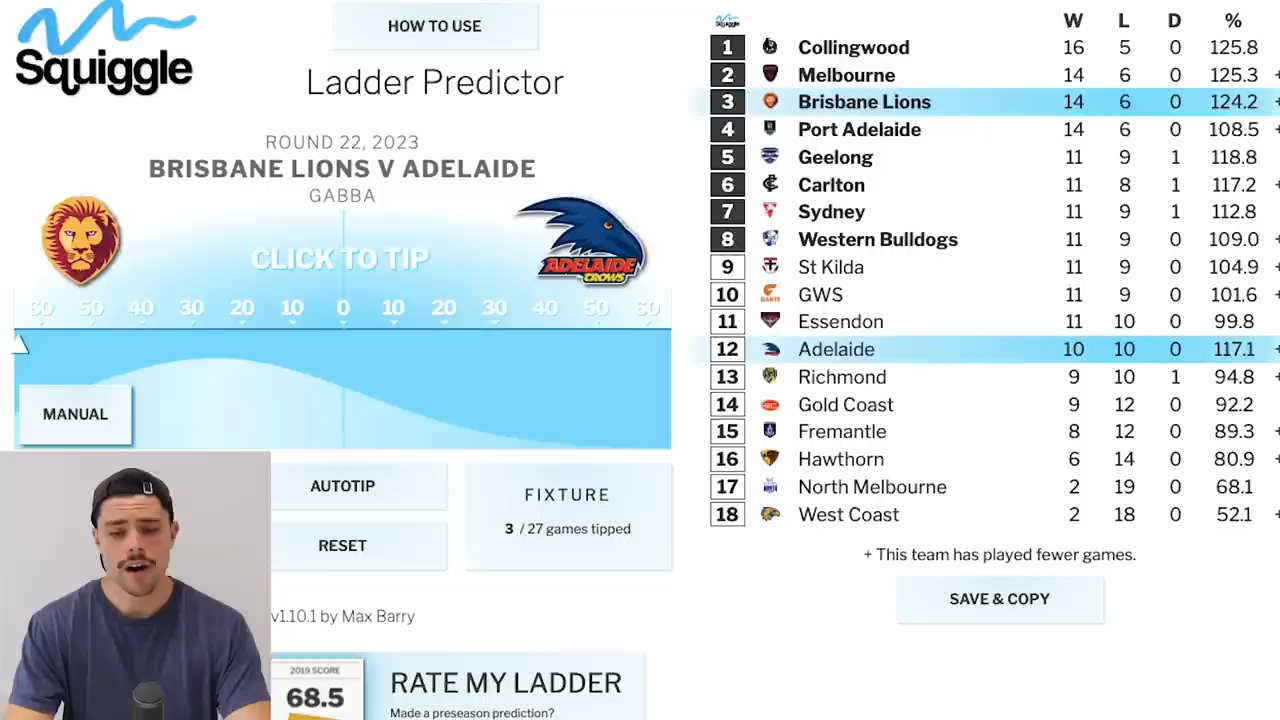 Squiggle
HOW TO USE
Ladder Predictor
ROUND 22, 2023
BRISBANE LIONS V ADELAIDE
GABBA
CLICK TO TIP
ADELAIDE
CROWS
60 50 40 30 20 10 0 10 20 30 40 50 60
MANUAL
AUTOTIP
RESET
FIXTURE
3 / 27 games tipped
v1.10.1 by Max Barry
2019 SCORE
68.5
RATE MY LADDER
Made a preseason prediction?
Squiggle W L D %
1 Collingwood 16 5 0 125.8
2 Melbourne 14 6 0 125.3 +
3 Brisbane Lions 14 6 0 124.2 +
4 Port Adelaide 14 6 0 108.5 +
5 Geelong 11 9 1 118.8
6 Carlton 11 8 1 117.2 +
7 Sydney 11 9 1 112.8
8 Western Bulldogs 11 9 0 109.0 +
9 St Kilda 11 9 0 104.9 +
10 GWS 11 9 0 101.6 +
11 Essendon 11 10 0 99.8
12 Adelaide 10 10 0 117.1 +
13 Richmond 9 10 1 94.8 +
14 Gold Coast 9 12 0 92.2
15 Fremantle 8 12 0 89.3 +
16 Hawthorn 6 14 0 80.9 +
17 North Melbourne 2 19 0 68.1
18 West Coast 2 18 0 52.1 +
+ This team has played fewer games.
SAVE & COPY